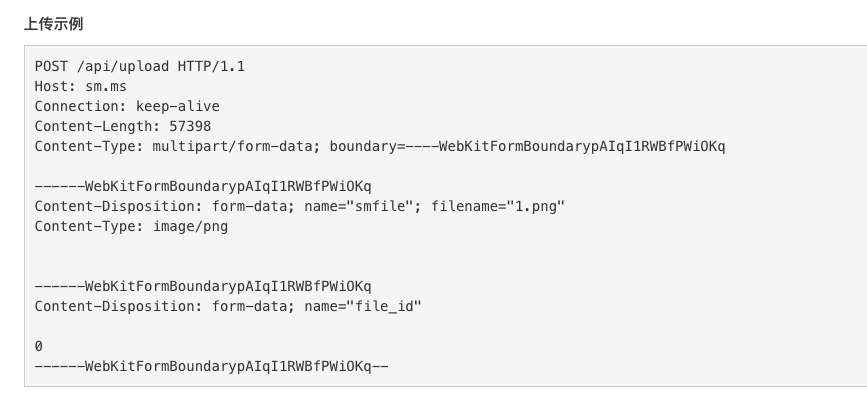 上传示例
POST /api/upload HTTP/1.1
Host: sm.ms
Connection: keep-alive
Content-Length: 57398
Content-Type: multipart/form-data; boundary=----WebKitFormBoundarypAIqI1RWBfPWiOKq
------WebKitFormBoundarypAIqI1RWBfPWiOKq
Content-Disposition: form-data; name="smfile"; filename="1.png"
Content-Type: image/png
------WebKitFormBoundarypAIqI1RWBfPWiOKq
Content-Disposition: form-data; name="file_id"
0
------WebKitFormBoundarypAIqI1RWBfPWiOKq--